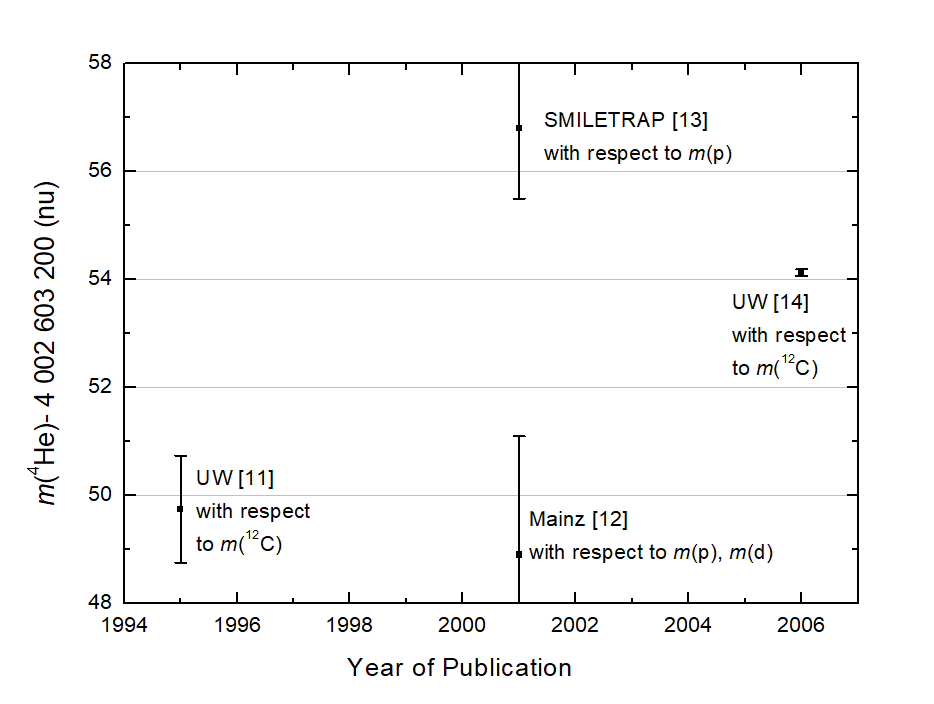 58
56
54
52
50
48
m(⁴He)- 4 002 603 200 (nu)
SMILETRAP [13]
with respect to m(p)
UW [14]
with respect
to m(¹²C)
UW [11]
with respect
to m(¹²C)
Mainz [12]
with respect to m(p), m(d)
1994 1996 1998 2000 2002 2004 2006
Year of Publication